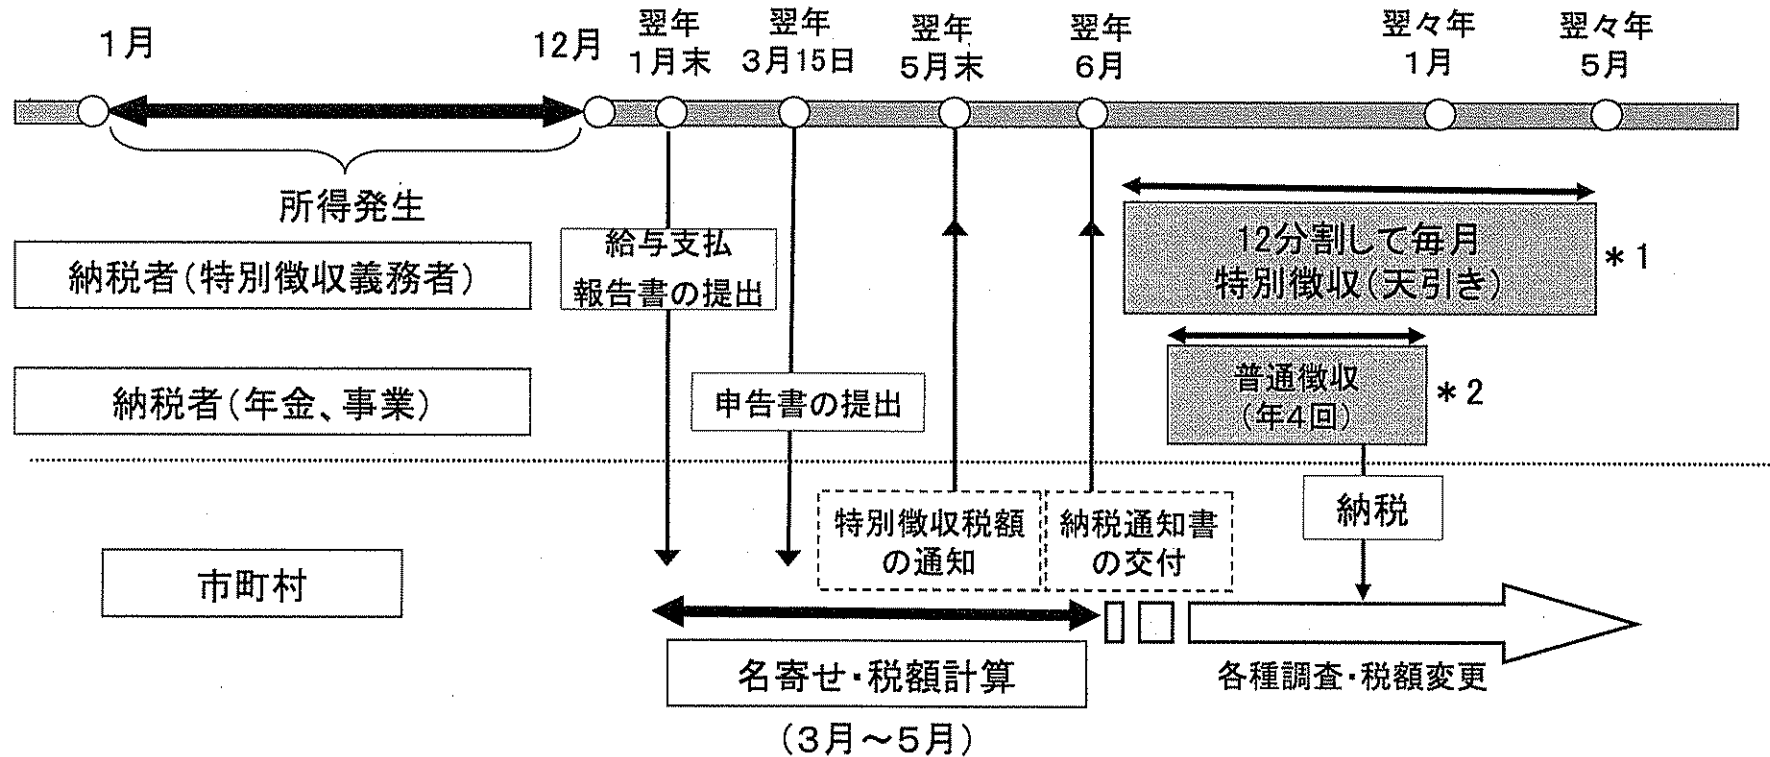 1月
12月
翌年
1月末
翌年
3月15日
翌年
5月末
翌年
6月
翌々年
1月
翌々年
5月
所得発生
納税者(特別徴収義務者)
給与支払
報告書の提出
12分割して毎月
特別徴収(天引き)
*1
納税者(年金、事業)
申告書の提出
普通徴収
(年4回)
*2
市町村
特別徴収税額
の通知
納税通知書
の交付
納税
名寄せ・税額計算
(3月～5月)
各種調査・税額変更